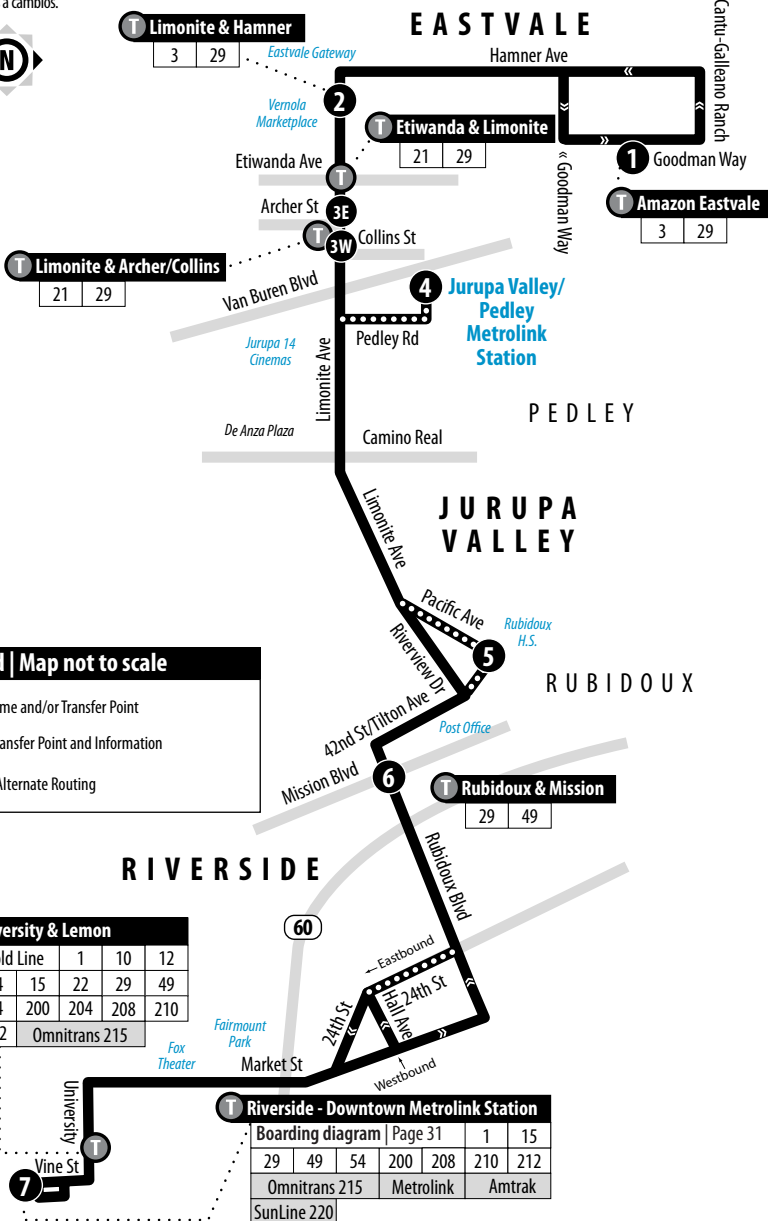 a cambios.
N
EASTVALE
T Limonite & Hamner
3 29
Eastvale Gateway
Hamner Ave
Cantu-Galleano Ranch
2
Vernola
Marketplace
T Etiwanda & Limonite
21 29
Etiwanda Ave
T
« Goodman Way
1 Goodman Way
T Amazon Eastvale
3 29
Archer St
3E
T
3W
Collins St
T Limonite & Archer/Collins
21 29
Van Buren Blvd
4
Jurupa Valley/
Pedley
Metrolink
Station
Pedley Rd
Jurupa 14
Cinemas
Limonite Ave
PEDLEY
De Anza Plaza
Camino Real
Limonite Ave
JURUPA
VALLEY
Pacific Ave
Rubidoux
H.S.
Riverview Dr
5
RUBIDOUX
| Map not to scale
me and/or Transfer Point
ansfer Point and Information
Alternate Routing
42nd St/Tilton Ave
Post Office
Mission Blvd
6
T Rubidoux & Mission
29 49
Rubidoux Blvd
RIVERSIDE
60
ersity & Lemon
ld Line 1 10 12
4 15 22 29 49
4 200 204 208 210
2 Omnitrans 215
←Eastbound
24th St
24th St
Hall Ave
Westbound
Fairmount
Park
Fox
Theater
Market St
University
T
Vine St
7
T Riverside - Downtown Metrolink Station
Boarding diagram | Page 31 1 15
29 49 54 200 208 210 212
Omnitrans 215 Metrolink Amtrak
SunLine 220